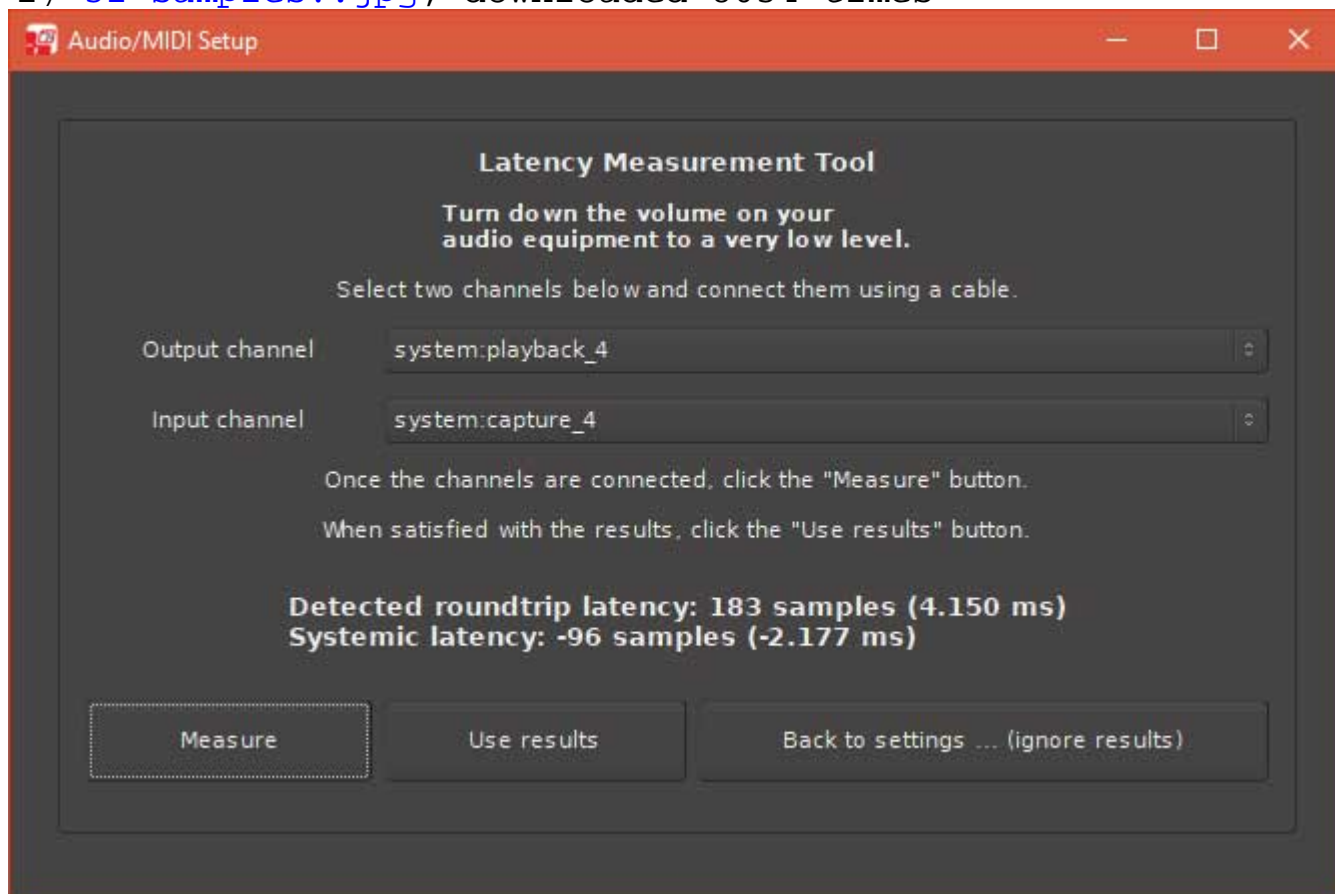 Audio/MIDI Setup
Latency Measurement Tool
Turn down the volume on your
audio equipment to a very low level.
Select two channels below and connect them using a cable.
Output channel system:playback_4
Input channel system:capture_4
Once the channels are connected, click the "Measure" button.
When satisfied with the results, click the "Use results" button.
Detected roundtrip latency: 183 samples (4.150 ms)
Systemic latency: -96 samples (-2.177 ms)
Measure Use results Back to settings ... (ignore results)